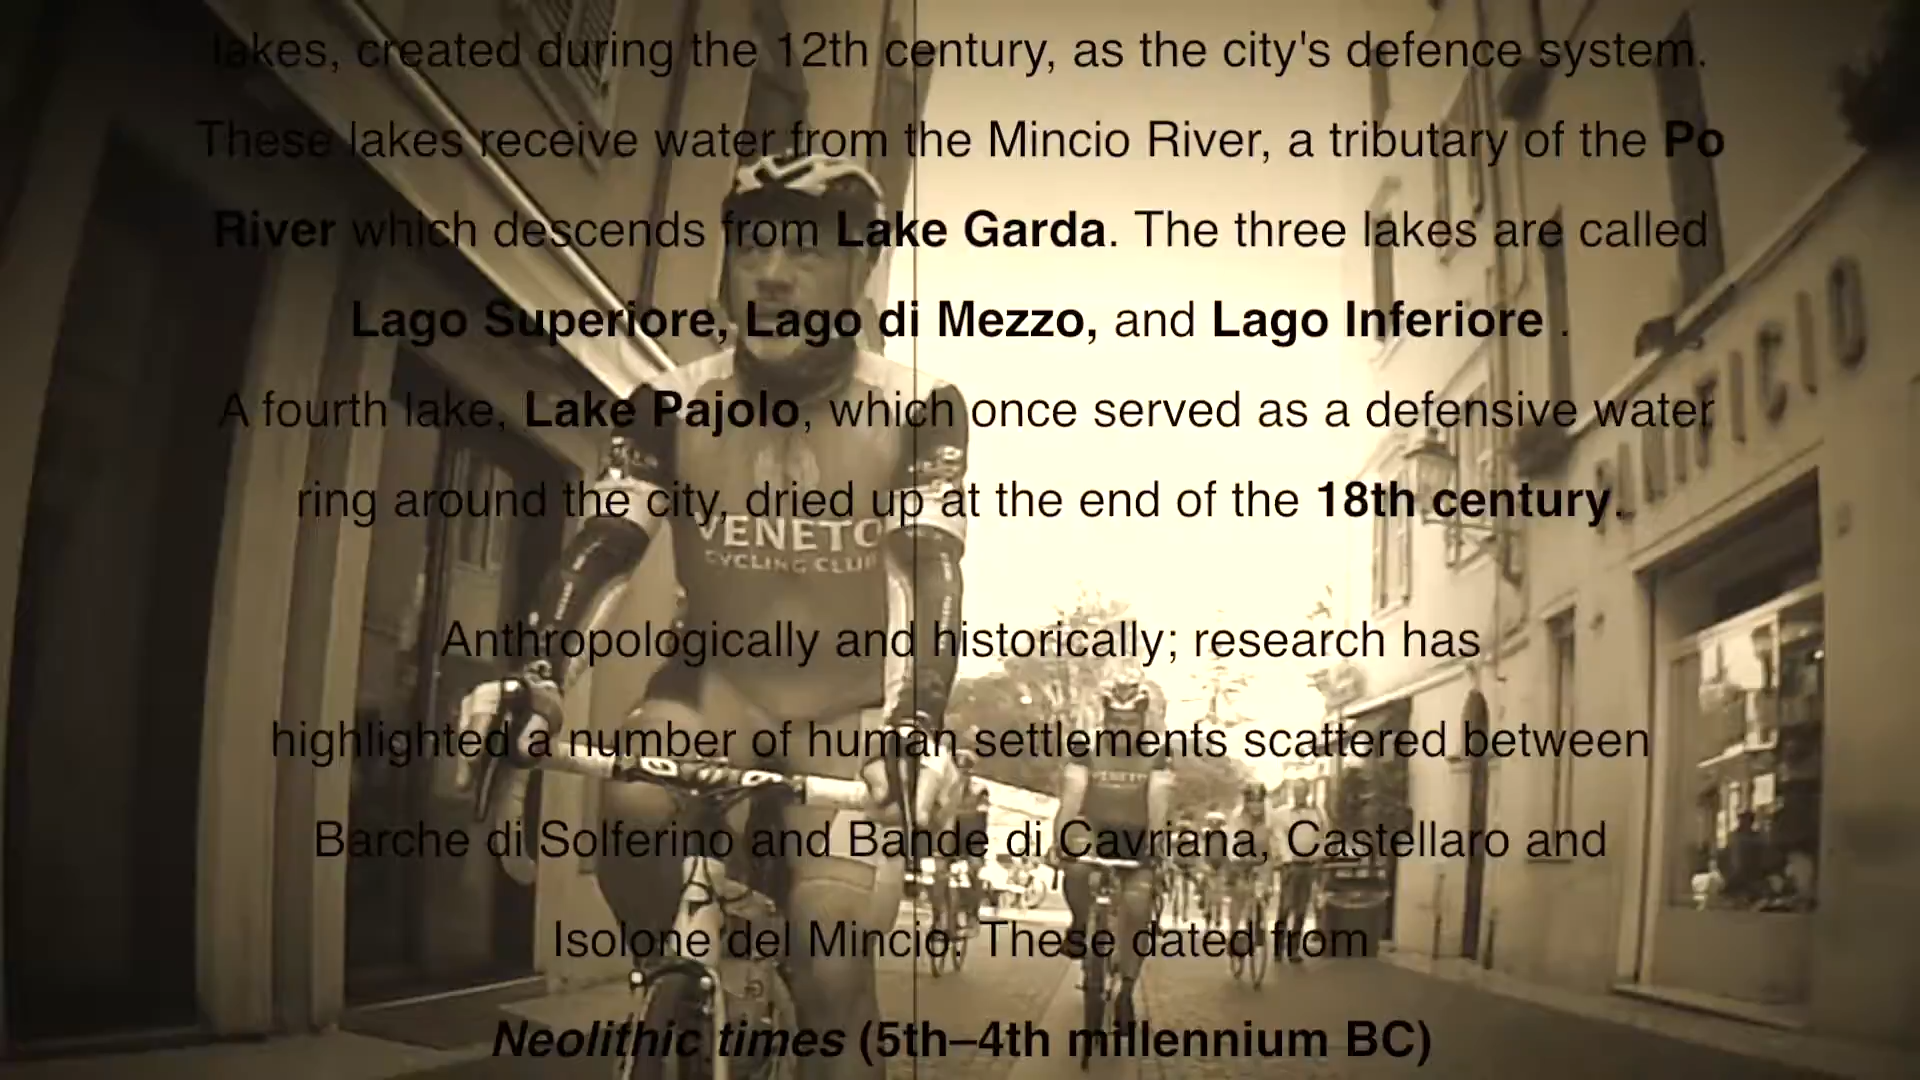 lakes, created during the 12th century, as the city's defence system.
These lakes receive water from the Mincio River, a tributary of the Po
River which descends from Lake Garda. The three lakes are called
Lago Superiore, Lago di Mezzo, and Lago Inferiore .
A fourth lake, Lake Pajolo, which once served as a defensive water
ring around the city, dried up at the end of the 18th century.
Anthropologically and historically; research has
highlighted a number of human settlements scattered between
Barche di Solferino and Bande di Cavriana, Castellaro and
Isolone del Mincio. These dated from
Neolithic times (5th–4th millennium BC)
PANIFICIO
VENETO
CYCLING CLUB
VENETO